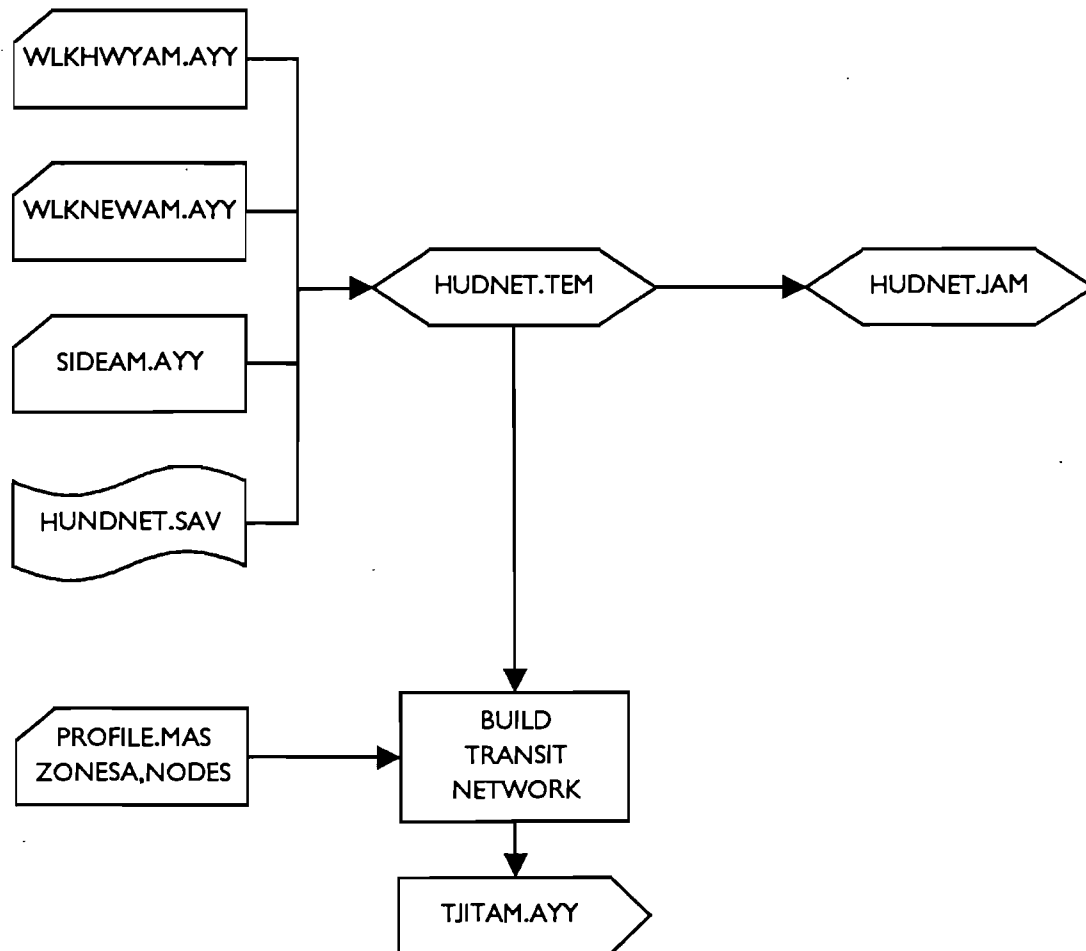 WLKHWYAM.AYY
WLKNEWAM.AYY
SIDEAM.AYY
HUNDNET.SAV
HUDNET.TEM
HUDNET.JAM
PROFILE.MAS
ZONESA,NODES
BUILD
TRANSIT
NETWORK
TJITAM.AYY